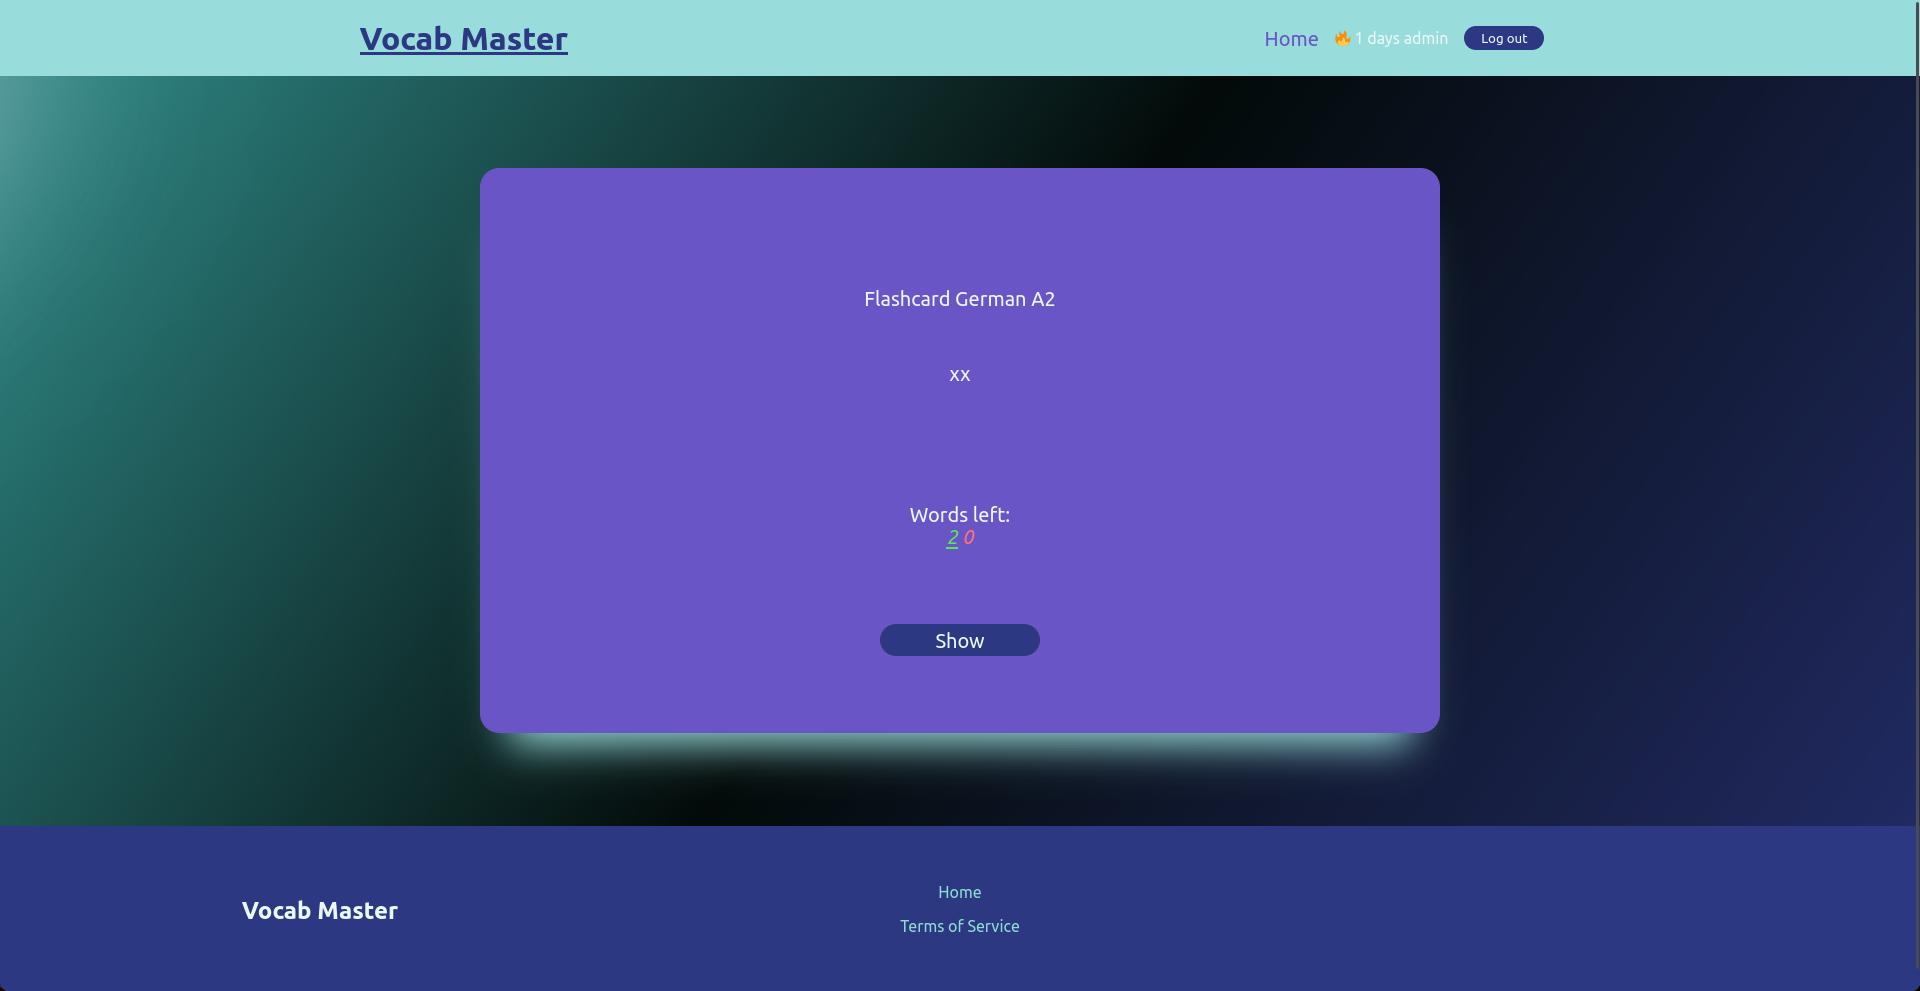 Vocab Master
Home 🔥 1 days admin Log out
Flashcard German A2
xx
Words left:
2 0
Show
Vocab Master
Home
Terms of Service